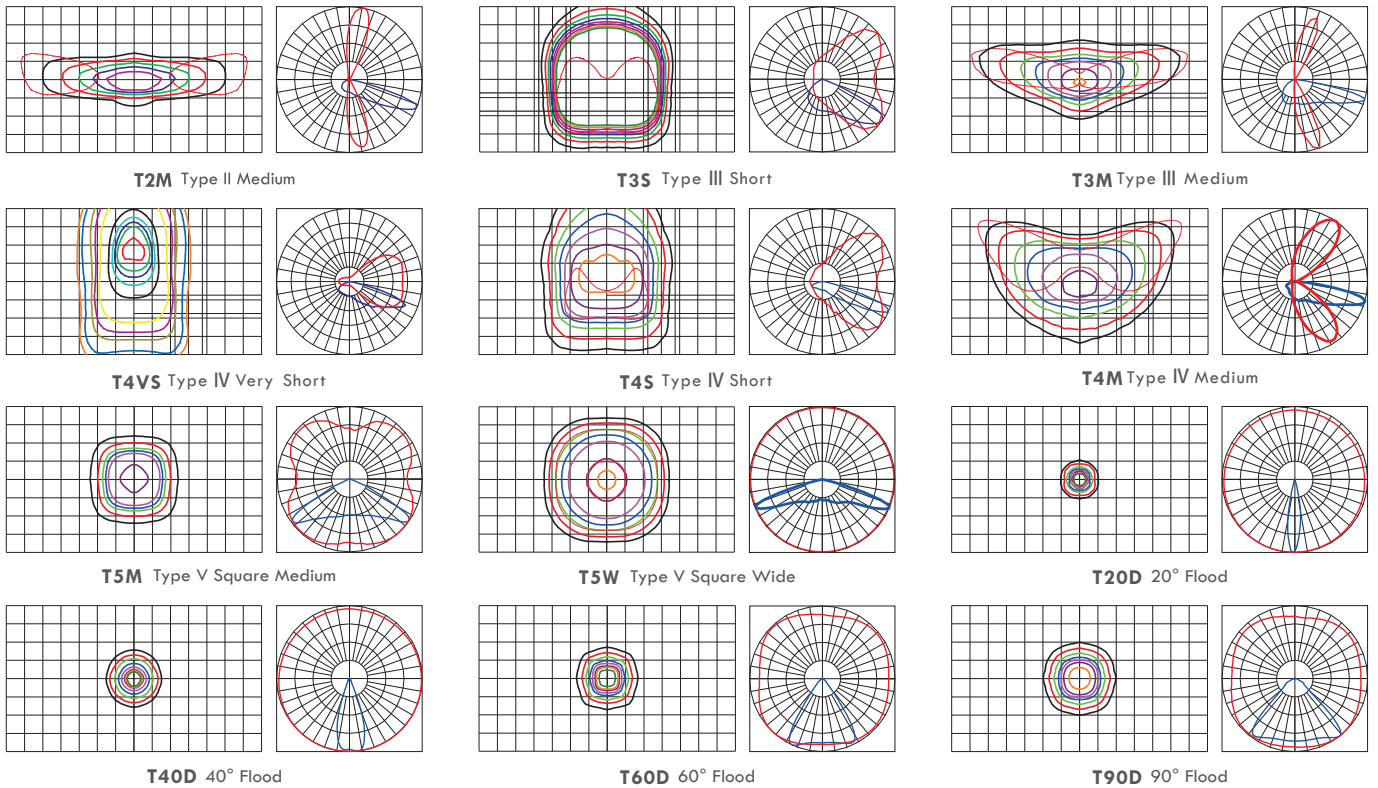 T2M Type II Medium
T3S Type III Short
T3M Type III Medium
T4VS Type IV Very Short
T4S Type IV Short
T4M Type IV Medium
T5M Type V Square Medium
T5W Type V Square Wide
T20D 20° Flood
T40D 40° Flood
T60D 60° Flood
T90D 90° Flood